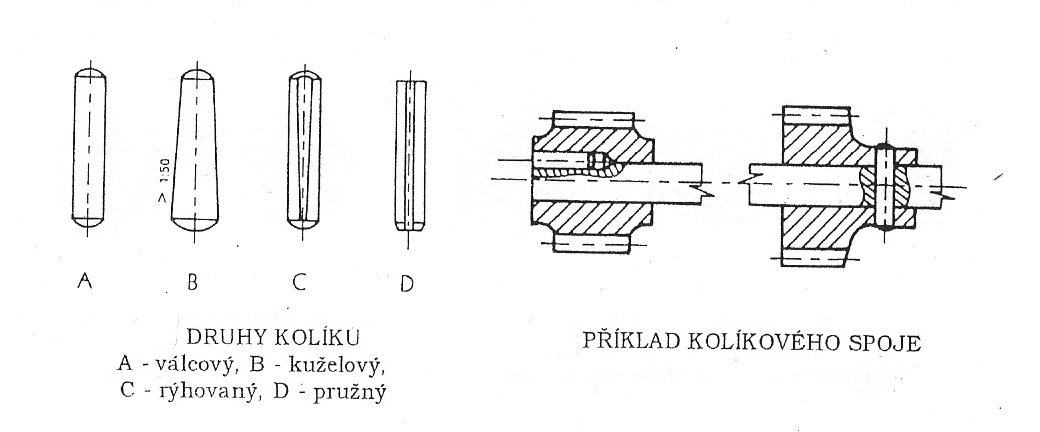 > 1:50
A B C D
DRUHY KOLÍKU
A - válcový, B - kuželový,
C - rýhovaný, D - pružný
PŘÍKLAD KOLÍKOVÉHO SPOJE